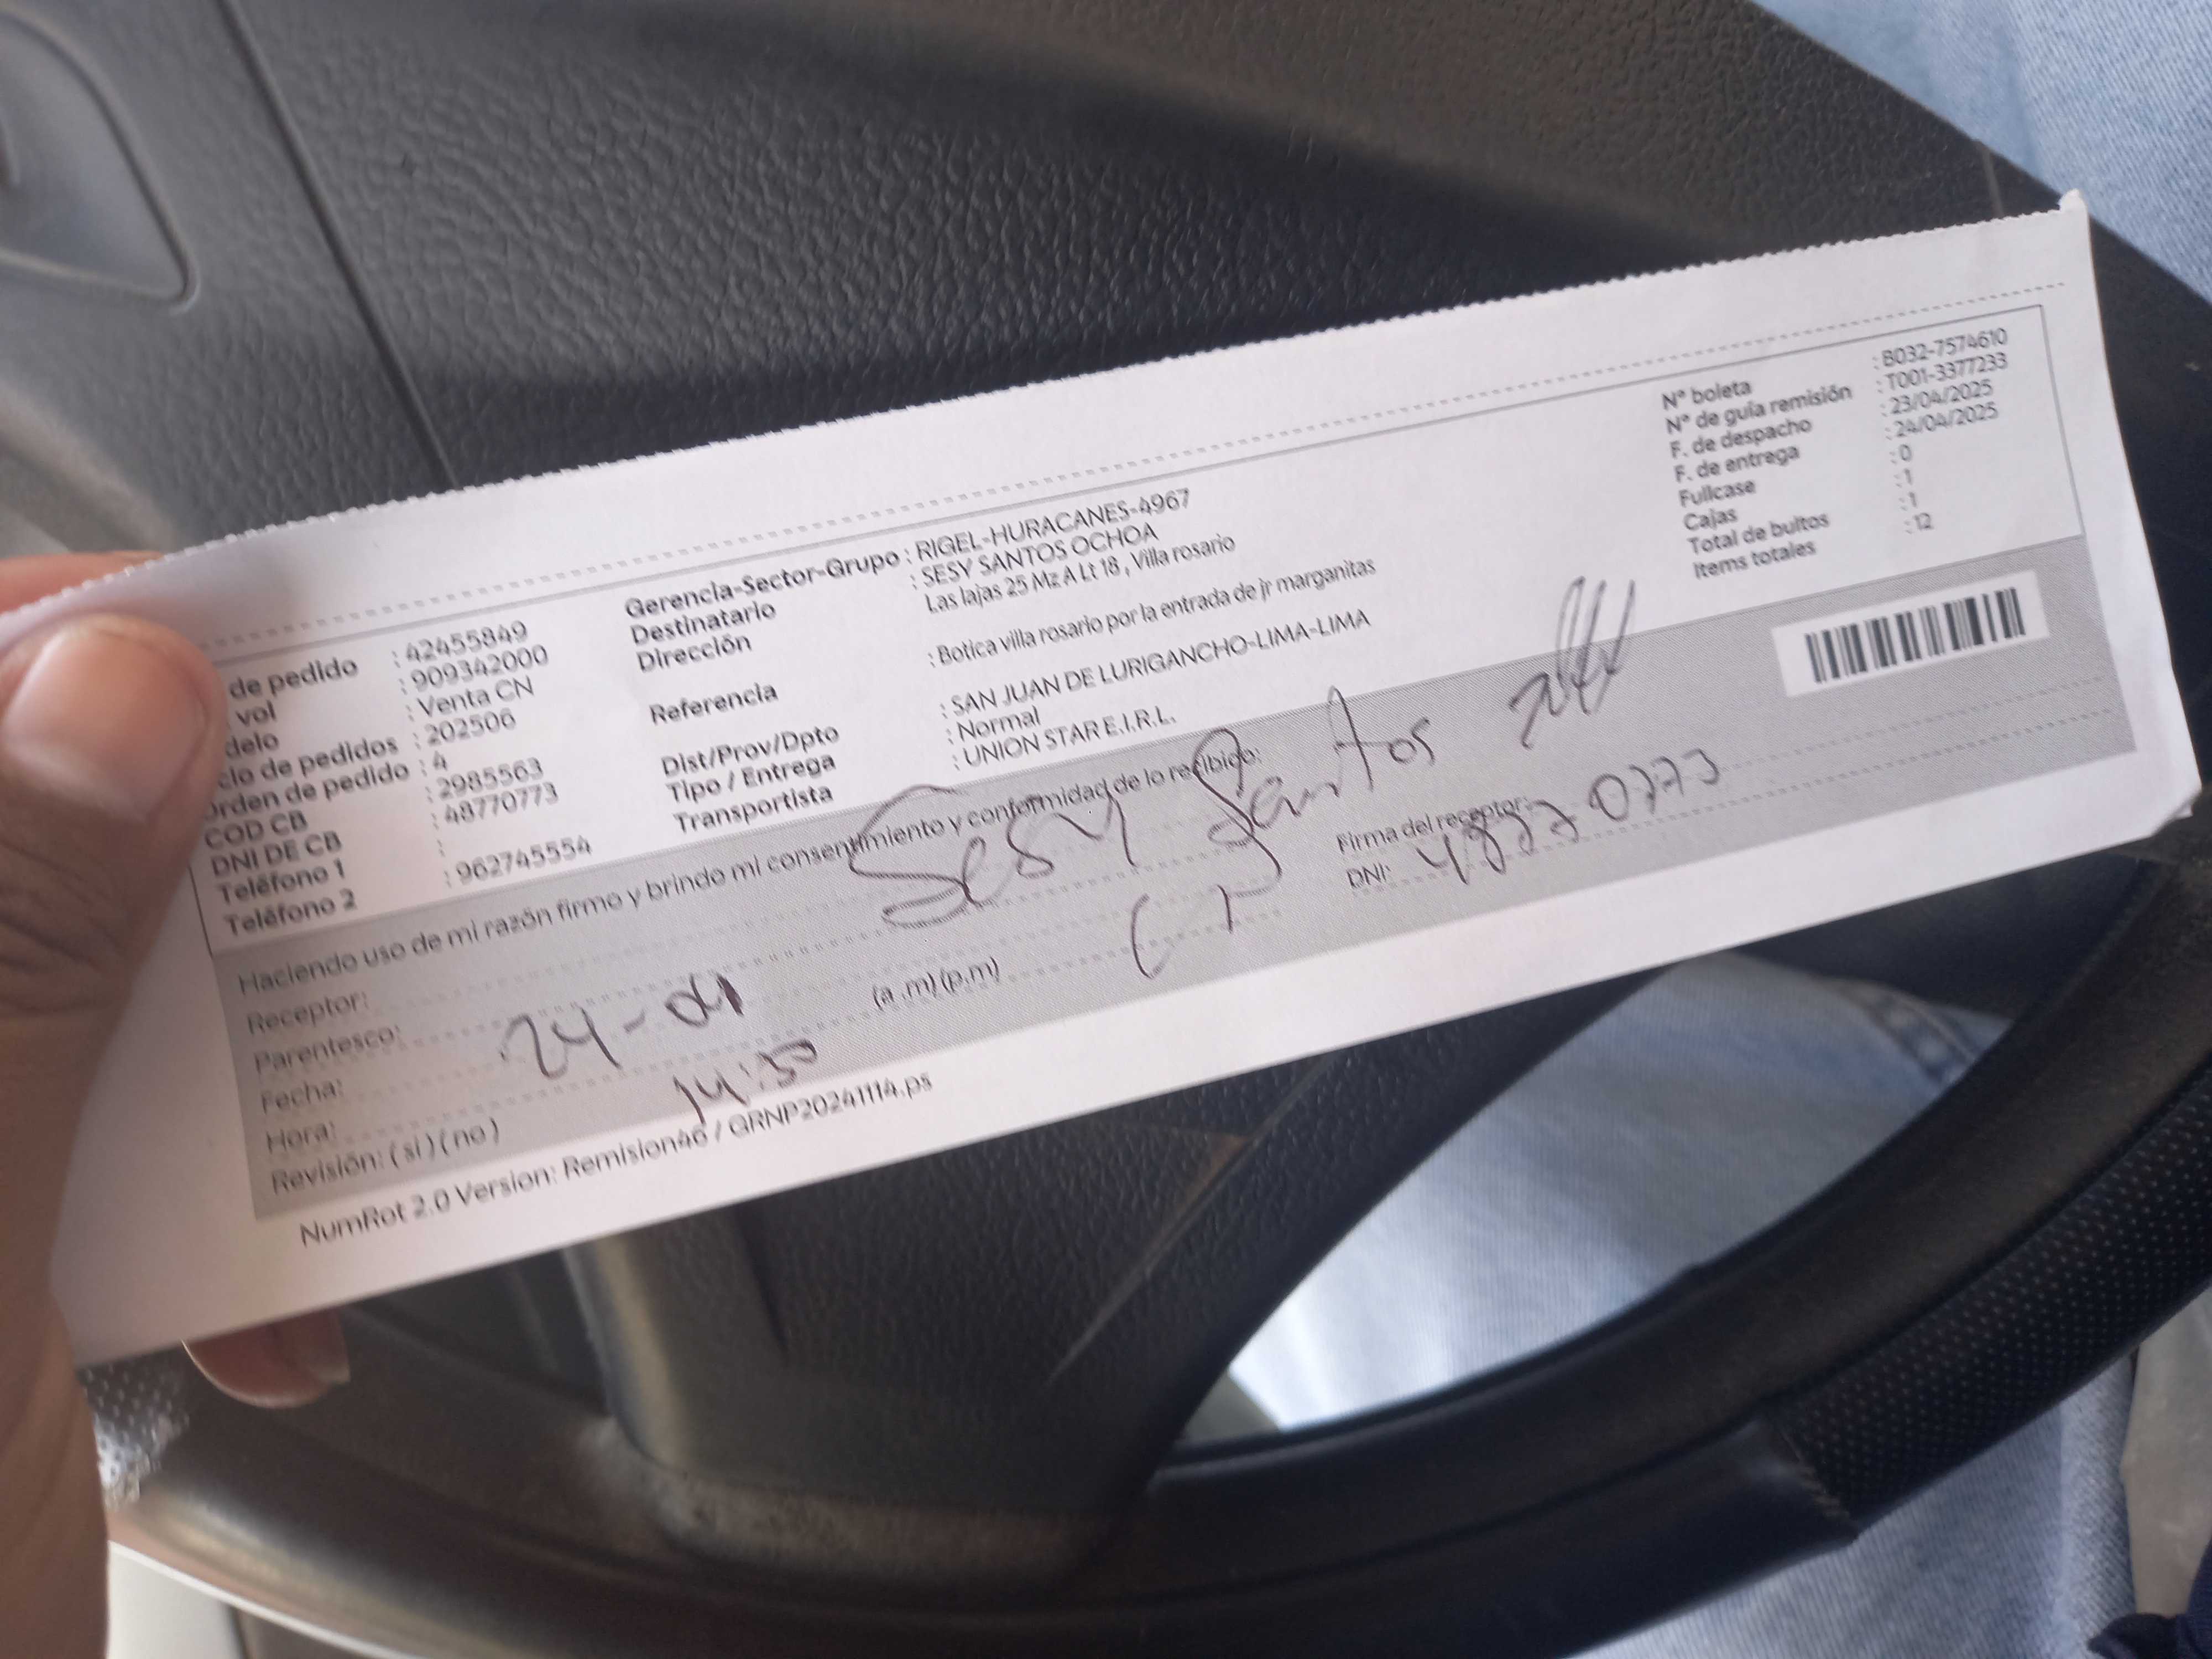 de pedido : 42455849
vol : 909342000
delo : Venta CN
clo de pedidos : 202506
orden de pedido : 4
COD CB : 2985563
DNI DE CB : 48770773
Teléfono 1 :
Teléfono 2 : 962745554
Gerencia-Sector-Grupo : RIGEL-HURACANES-4967
Destinatario : SESY SANTOS OCHOA
Dirección Las lajas 25 Mz A Lt 18 , Villa rosario
Referencia : Botica villa rosario por la entrada de jr marganitas
Dist/Prov/Dpto : SAN JUAN DE LURIGANCHO-LIMA-LIMA
Tipo / Entrega : Normal
Transportista : UNION STAR E.I.R.L.
N° boleta : B032-7574610
N° de guía remisión : T001-3377233
F. de despacho : 23/04/2025
F. de entrega : 24/04/2025
Fullcase : 0
Cajas : 1
Total de bultos : 1
Items totales : 12
Haciendo uso de mi razón firmo y brindo mi consentimiento y conformidad de lo recibido:
Receptor: Sesy Santos
Parentesco:
Fecha: 24-04
Hora: 14:50 (a .m) (p.m)
Revisión: ( si ) ( no )
Firma del receptor:
DNI: 48770773
NumRot 2.0 Version: Remision46 / GRNP20241114.ps